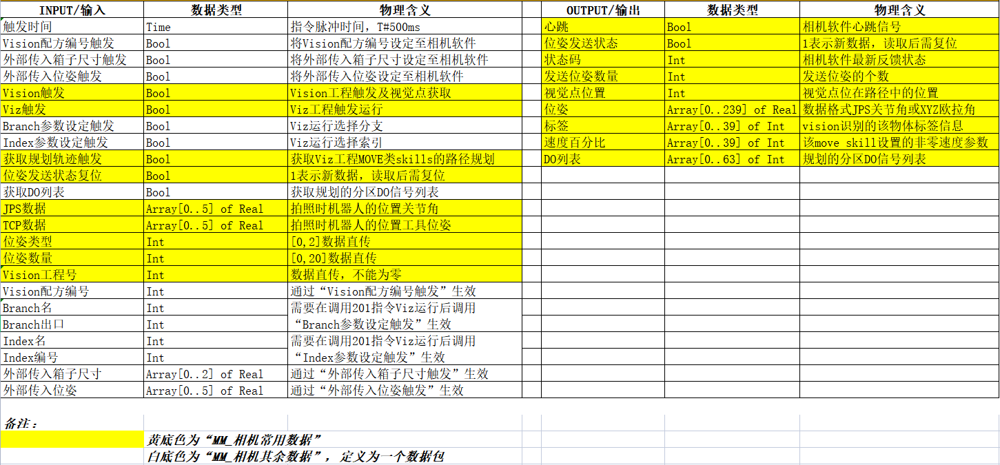 INPUT/输入 数据类型 物理含义 OUTPUT/输出 数据类型 物理含义
触发时间 Time 指令脉冲时间，T#500ms 心跳 Bool 相机软件心跳信号
Vision配方编号触发 Bool 将Vision配方编号设定至相机软件 位姿发送状态 Bool 1表示新数据，读取后需复位
外部传入箱子尺寸触发 Bool 将外部传入箱子尺寸设定至相机软件 状态码 Int 相机软件最新反馈状态
外部传入位姿触发 Bool 将外部传入位姿设定至相机软件 发送位姿数量 Int 发送位姿的个数
Vision触发 Bool Vision工程触发及视觉点获取 视觉点位置 Int 视觉点位在路径中的位置
Viz触发 Bool Viz工程触发运行 位姿 Array[0..239] of Real 数据格式JPS关节角或XYZ欧拉角
Branch参数设定触发 Bool Viz运行选择分支 标签 Array[0..39] of Int vision识别的该物体标签信息
Index参数设定触发 Bool Viz运行选择索引 速度百分比 Array[0..39] of Int 该move skill设置的非零速度参数
获取规划轨迹触发 Bool 获取Viz工程MOVE类skills的路径规划 DO列表 Array[0..63] of Int 规划的分区DO信号列表
位姿发送状态复位 Bool 1表示新数据，读取后需复位
获取DO列表 Bool 获取规划的分区DO信号列表
JPS数据 Array[0..5] of Real 拍照时机器人的位置关节角
TCP数据 Array[0..5] of Real 拍照时机器人的位置工具位姿
位姿类型 Int [0,2]数据直传
位姿数量 Int [0,20]数据直传
Vision工程号 Int 数据直传，不能为零
Vision配方编号 Int 通过“Vision配方编号触发”生效
Branch名 Int 需要在调用201指令Viz运行后调用
Branch出口 Int “Branch参数设定触发”生效
Index名 Int 需要在调用201指令Viz运行后调用
Index编号 Int “Index参数设定触发”生效
外部传入箱子尺寸 Array[0..2] of Real 通过“外部传入箱子尺寸触发”生效
外部传入位姿 Array[0..5] of Real 通过“外部传入位姿触发”生效
备注：
黄底色为“MM_相机常用数据”
白底色为“MM_相机其余数据”，定义为一个数据包